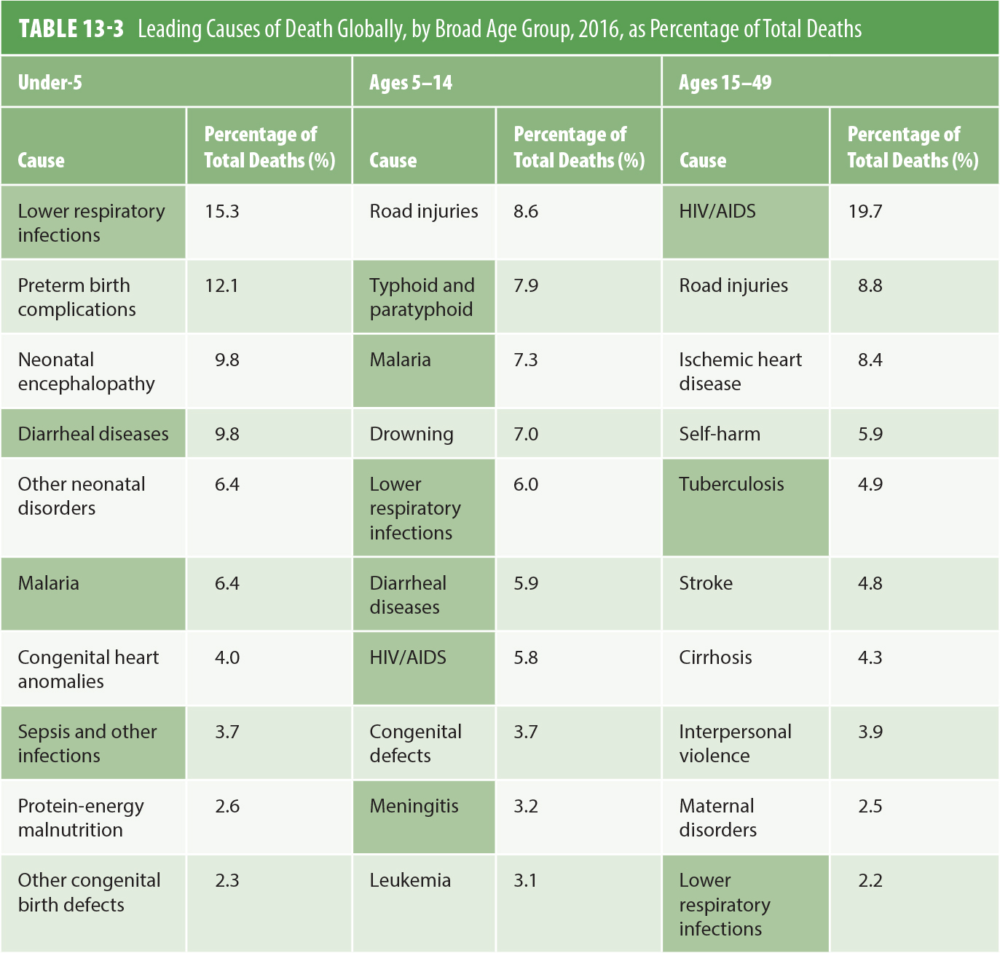 TABLE 13-3 Leading Causes of Death Globally, by Broad Age Group, 2016, as Percentage of Total Deaths
Under-5 Ages 5–14 Ages 15–49
Cause Percentage of Total Deaths (%) Cause Percentage of Total Deaths (%) Cause Percentage of Total Deaths (%)
Lower respiratory infections 15.3 Road injuries 8.6 HIV/AIDS 19.7
Preterm birth complications 12.1 Typhoid and paratyphoid 7.9 Road injuries 8.8
Neonatal encephalopathy 9.8 Malaria 7.3 Ischemic heart disease 8.4
Diarrheal diseases 9.8 Drowning 7.0 Self-harm 5.9
Other neonatal disorders 6.4 Lower respiratory infections 6.0 Tuberculosis 4.9
Malaria 6.4 Diarrheal diseases 5.9 Stroke 4.8
Congenital heart anomalies 4.0 HIV/AIDS 5.8 Cirrhosis 4.3
Sepsis and other infections 3.7 Congenital defects 3.7 Interpersonal violence 3.9
Protein-energy malnutrition 2.6 Meningitis 3.2 Maternal disorders 2.5
Other congenital birth defects 2.3 Leukemia 3.1 Lower respiratory infections 2.2